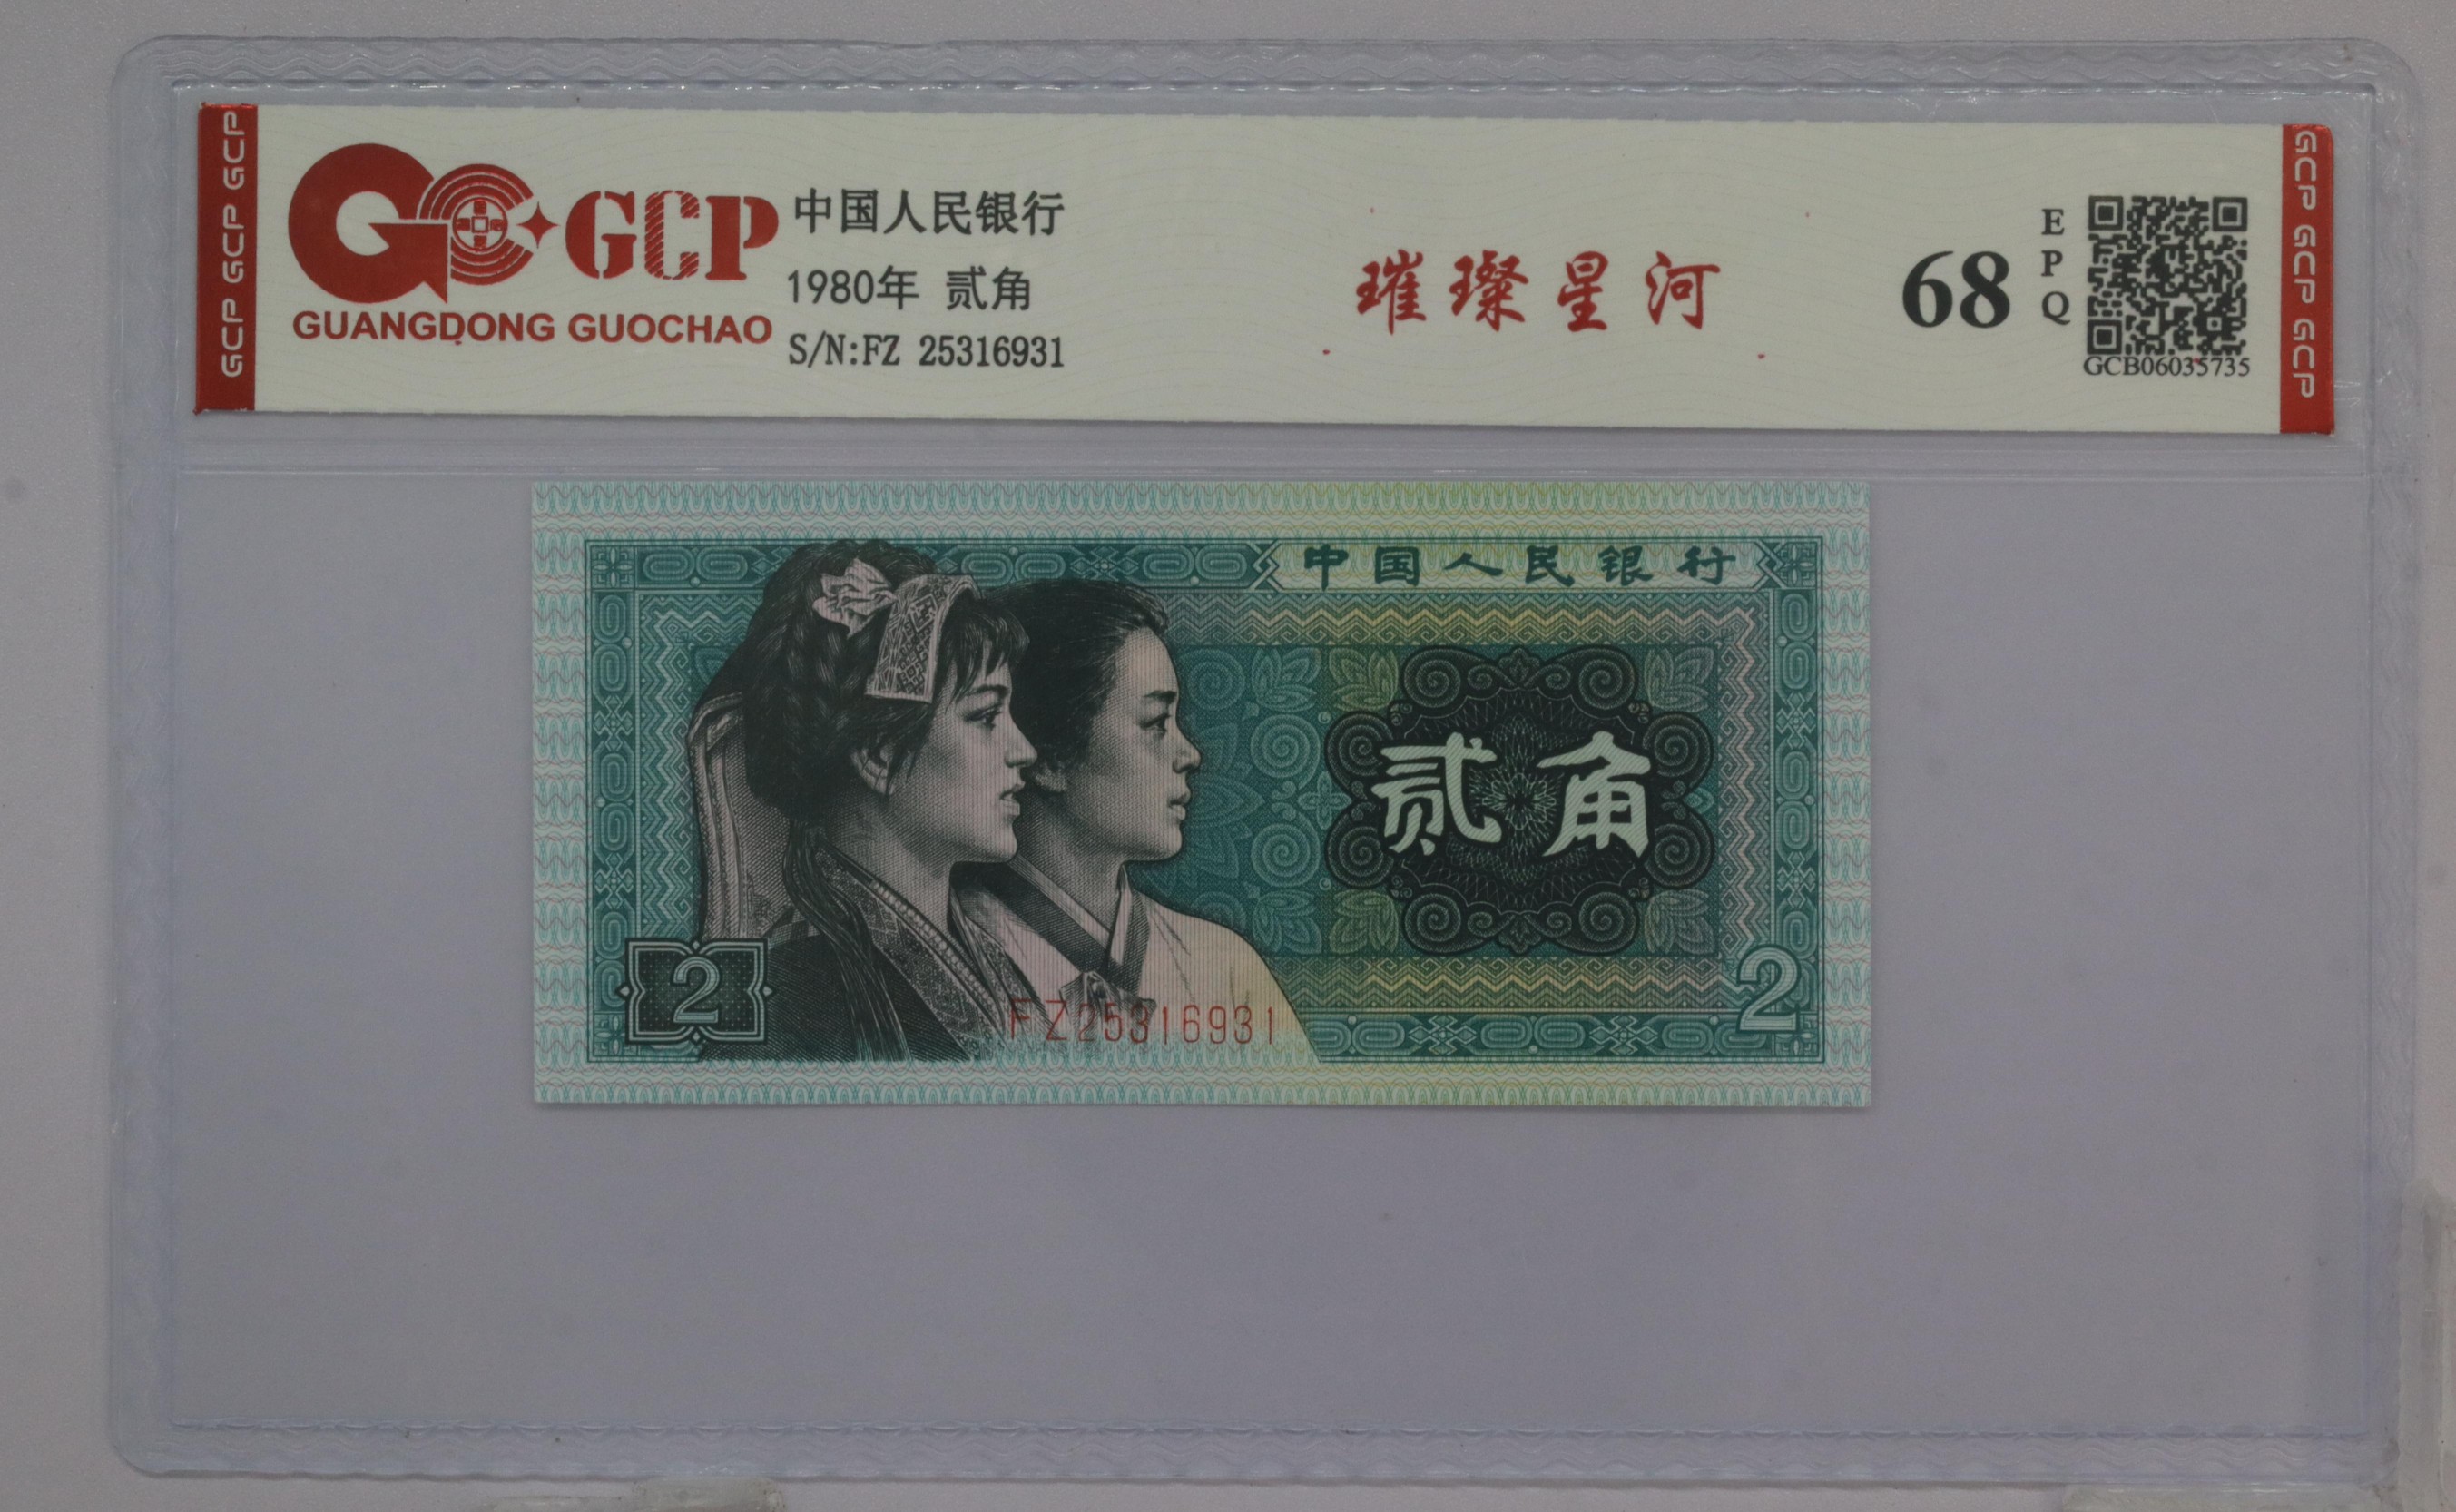 GCP GCP GCP
GCP
GUANGDONG GUOCHAO
中国人民银行
1980年 贰角
S/N:FZ 25316931
璀璨星河
68
EPQ
GCB06035735
GCP GCP GCP
中国人民银行
贰角
2
FZ25316931
2